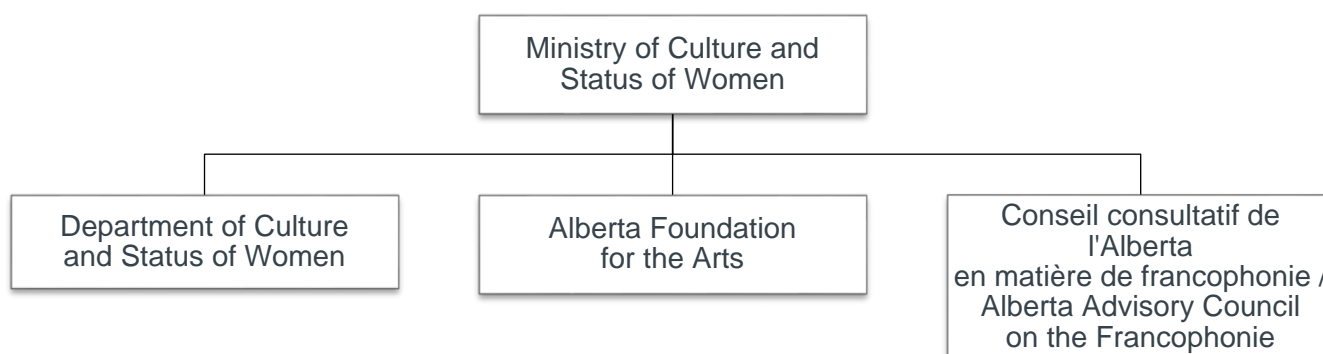 Ministry of Culture and
Status of Women
Department of Culture
and Status of Women
Alberta Foundation
for the Arts
Conseil consultatif de
l'Alberta
en matière de francophonie /
Alberta Advisory Council
on the Francophonie